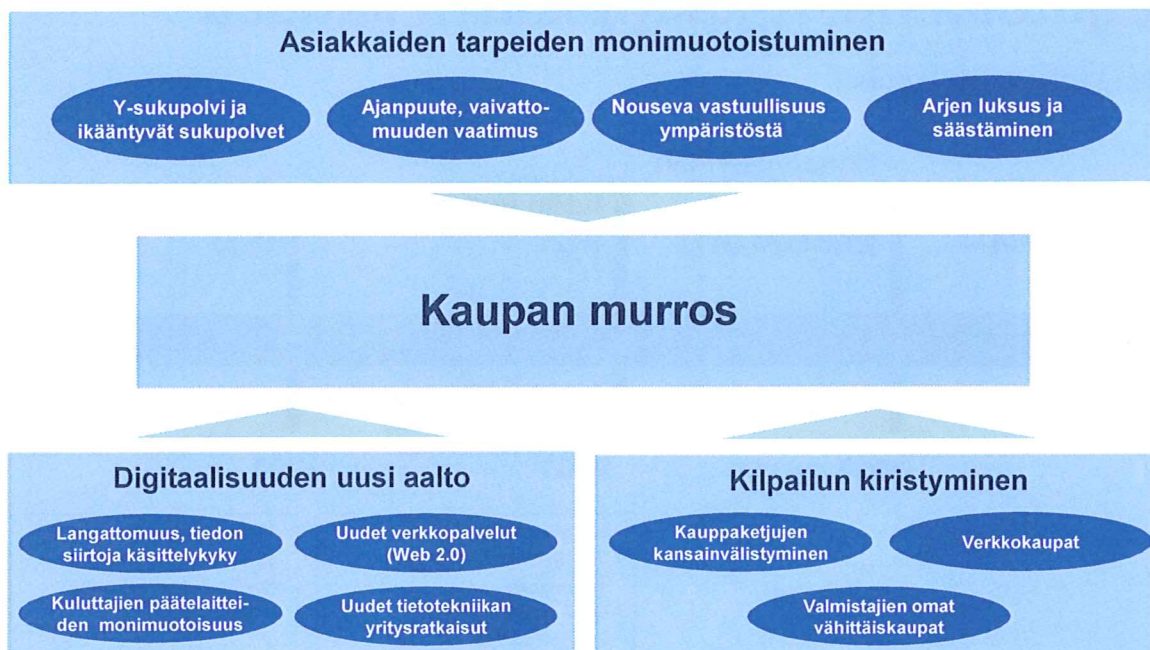 Asiakkaiden tarpeiden monimuotoistuminen
Y-sukupolvi ja
ikääntyvät sukupolvet
Ajanpuute, vaivatto-
muuden vaatimus
Nouseva vastuullisuus
ympäristöstä
Arjen luksus ja
säästäminen
Kaupan murros
Digitaalisuuden uusi aalto
Langattomuus, tiedon
siirtoja käsittelykyky
Uudet verkkopalvelut
(Web 2.0)
Kuluttajien päätelaittei-
den monimuotoisuus
Uudet tietotekniikan
yritysratkaisut
Kilpailun kiristyminen
Kauppaketjujen
kansainvälistyminen
Verkkokaupat
Valmistajien omat
vähittäiskaupat